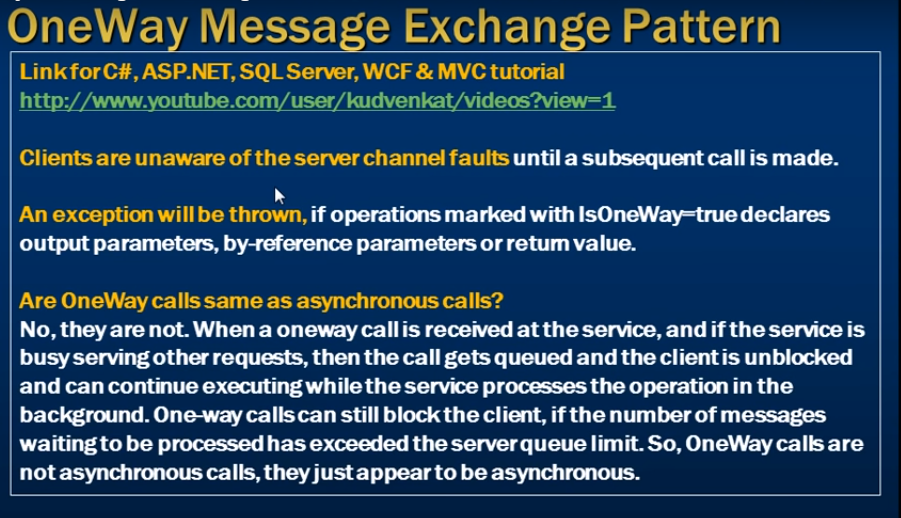 OneWay Message Exchange Pattern
Link for C#, ASP.NET, SQL Server, WCF & MVC tutorial
http://www.youtube.com/user/kudvenkat/videos?view=1
Clients are unaware of the server channel faults until a subsequent call is made.
An exception will be thrown, if operations marked with IsOneWay=true declares
output parameters, by-reference parameters or return value.
Are OneWay calls same as asynchronous calls?
No, they are not. When a oneway call is received at the service, and if the service is
busy serving other requests, then the call gets queued and the client is unblocked
and can continue executing while the service processes the operation in the
background. One-way calls can still block the client, if the number of messages
waiting to be processed has exceeded the server queue limit. So, OneWay calls are
not asynchronous calls, they just appear to be asynchronous.